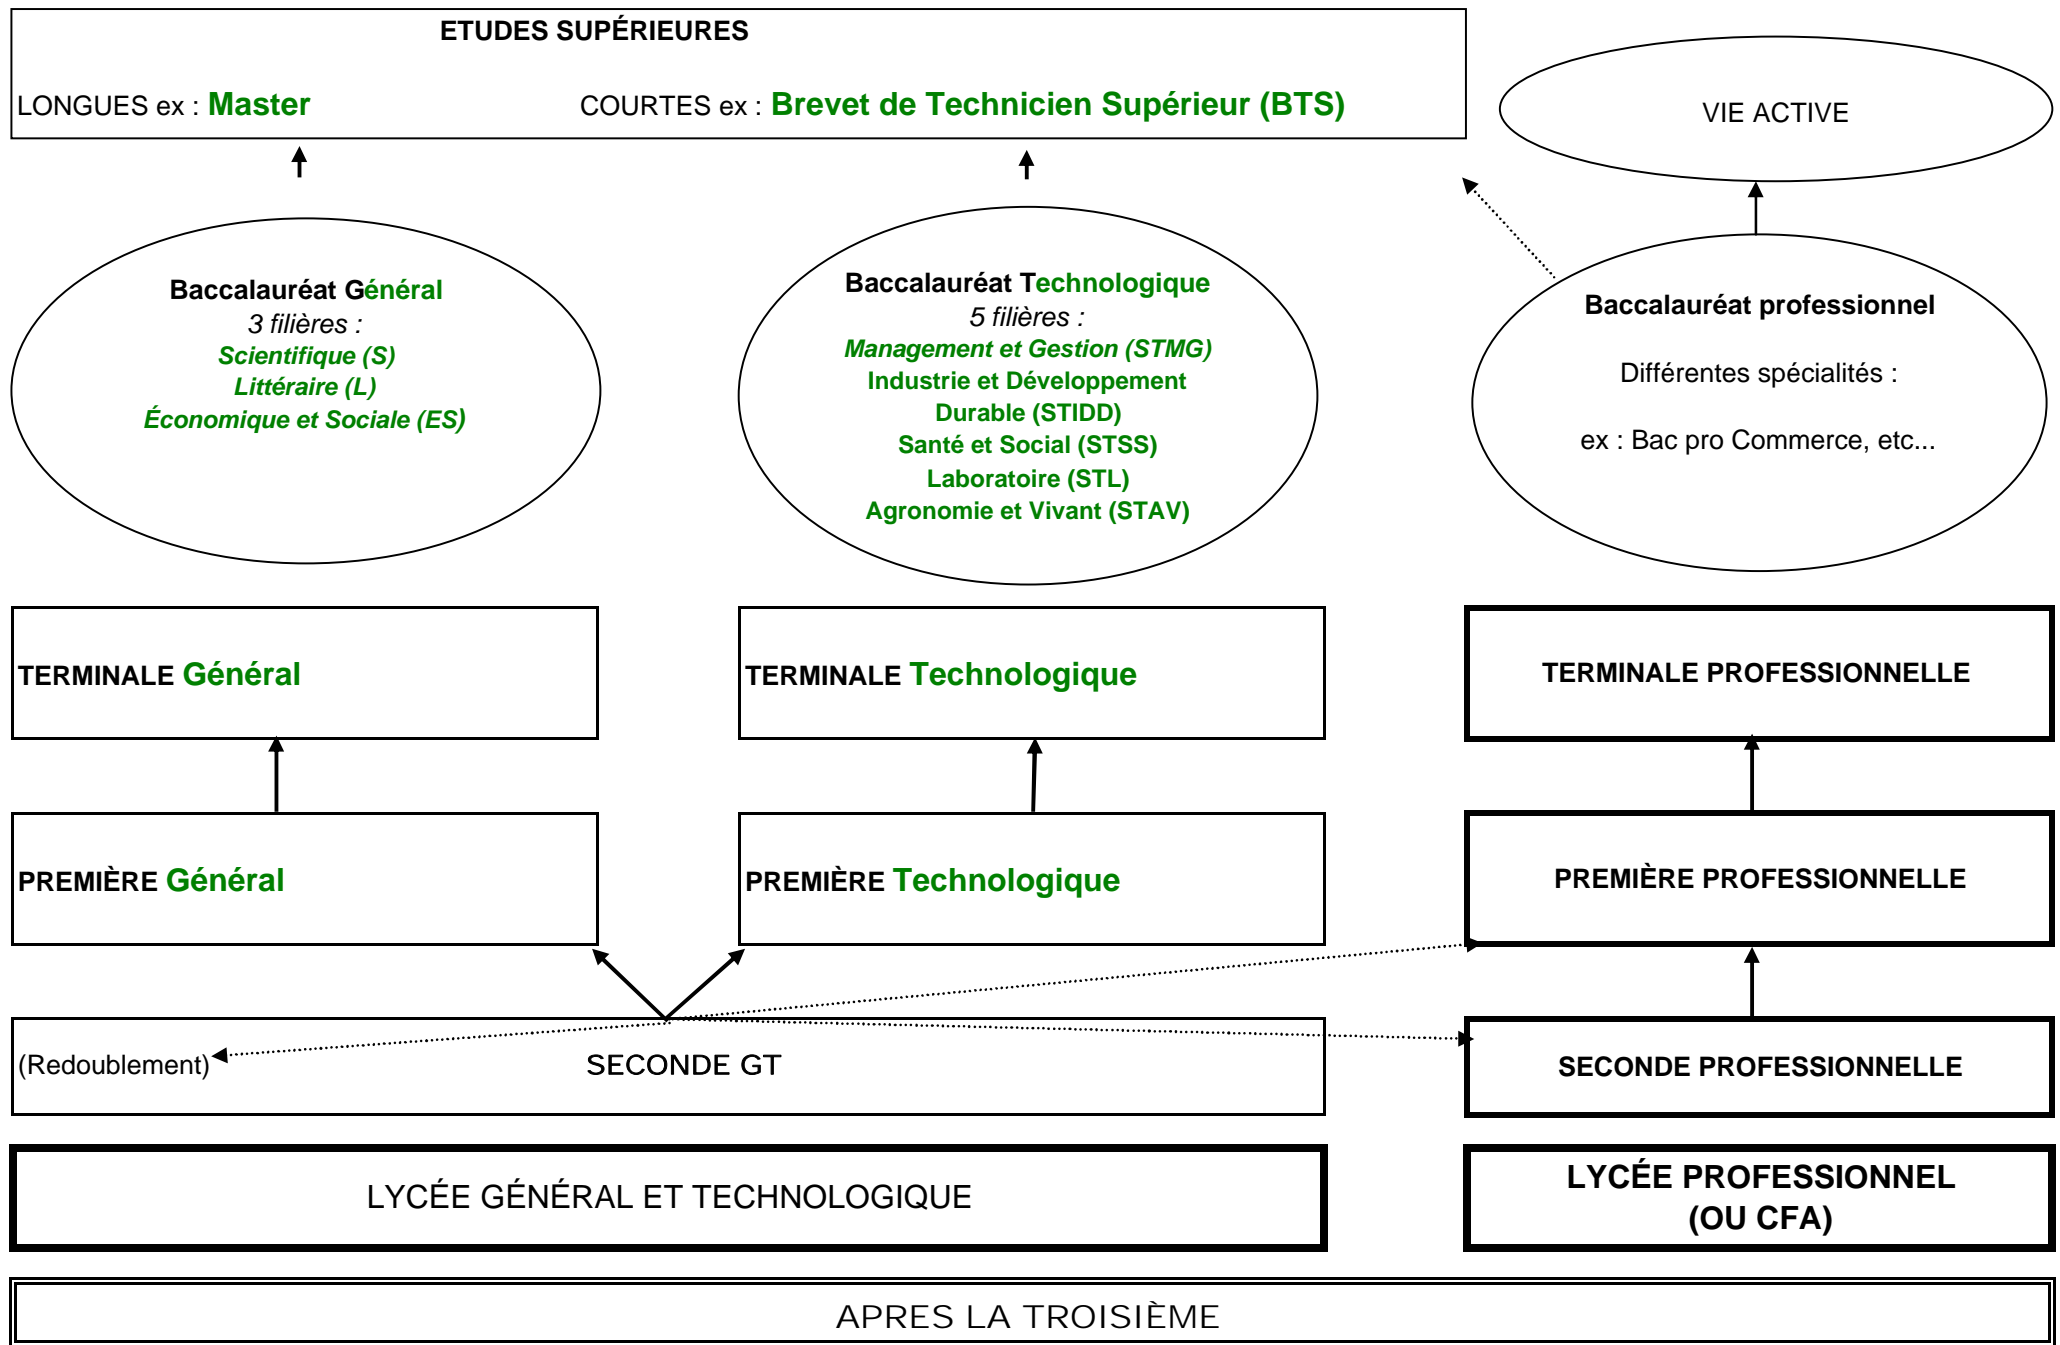 ETUDES SUPÉRIEURES
LONGUES ex : Master
COURTES ex : Brevet de Technicien Supérieur (BTS)
VIE ACTIVE
Baccalauréat Général
3 filières :
Scientifique (S)
Littéraire (L)
Économique et Sociale (ES)
Baccalauréat Technologique
5 filières :
Management et Gestion (STMG)
Industrie et Développement
Durable (STIDD)
Santé et Social (STSS)
Laboratoire (STL)
Agronomie et Vivant (STAV)
Baccalauréat professionnel
Différentes spécialités :
ex : Bac pro Commerce, etc...
TERMINALE Général
TERMINALE Technologique
TERMINALE PROFESSIONNELLE
PREMIÈRE Général
PREMIÈRE Technologique
PREMIÈRE PROFESSIONNELLE
(Redoublement)
SECONDE GT
SECONDE PROFESSIONNELLE
LYCÉE GÉNÉRAL ET TECHNOLOGIQUE
LYCÉE PROFESSIONNEL
(OU CFA)
APRES LA TROISIÈME